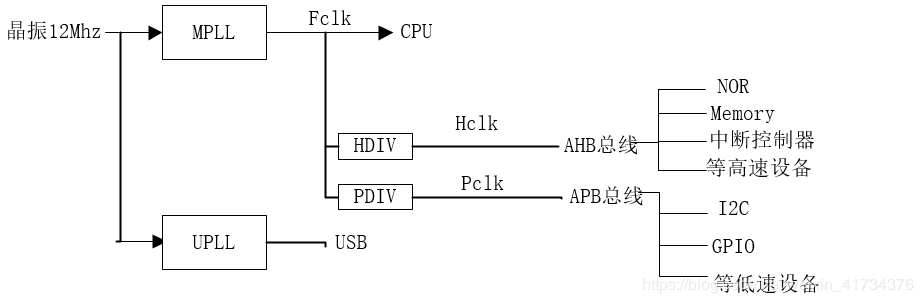 晶振12Mhz
MPLL
Fclk
CPU
NOR
Memory
HDIV
Hclk
AHB总线
中断控制器
等高速设备
PDIV
Pclk
APB总线
I2C
GPIO
等低速设备
UPLL
USB